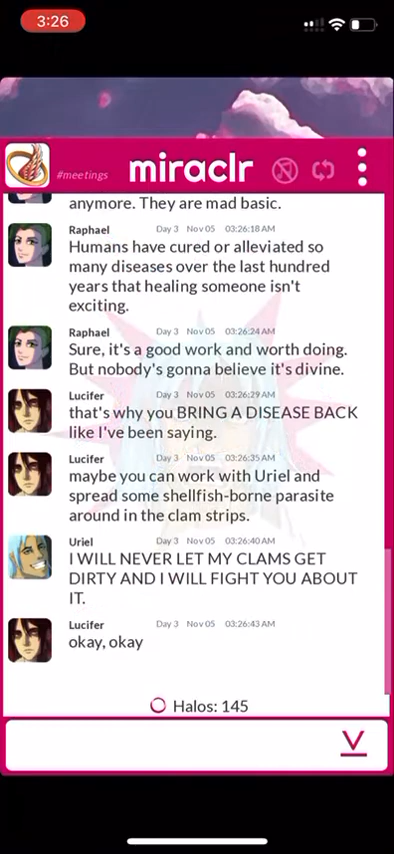 3:26
#meetings
miraclr
anymore. They are mad basic.
Raphael Day 3 Nov 05 03:26:18 AM
Humans have cured or alleviated so
many diseases over the last hundred
years that healing someone isn't
exciting.
Raphael Day 3 Nov 05 03:26:24 AM
Sure, it's a good work and worth doing.
But nobody's gonna believe it's divine.
Lucifer Day 3 Nov 05 03:26:29 AM
that's why you BRING A DISEASE BACK
like I've been saying.
Lucifer Day 3 Nov 05 03:26:35 AM
maybe you can work with Uriel and
spread some shellfish-borne parasite
around in the clam strips.
Uriel Day 3 Nov 05 03:26:40 AM
I WILL NEVER LET MY CLAMS GET
DIRTY AND I WILL FIGHT YOU ABOUT
IT.
Lucifer Day 3 Nov 05 03:26:43 AM
okay, okay
Halos: 145